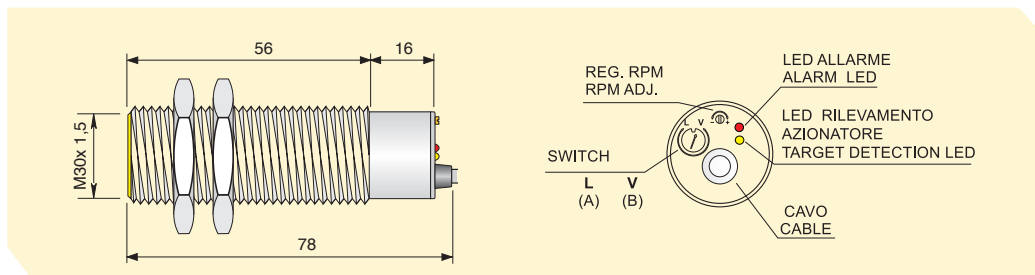 56
16
M30x 1,5
78
REG. RPM
RPM ADJ.
LED ALLARME
ALARM LED
LED RILEVAMENTO
AZIONATORE
TARGET DETECTION LED
L V
SWITCH
L V
(A) (B)
CAVO
CABLE